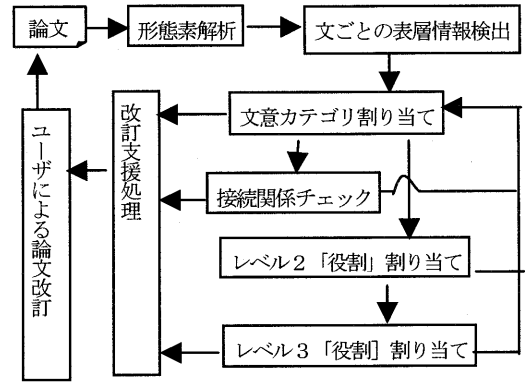 論文
形態素解析
文ごとの表層情報検出
文意カテゴリ割り当て
改訂支援処理
ユーザによる論文改訂
接続関係チェック
レベル2「役割」割り当て
レベル3「役割］割り当て